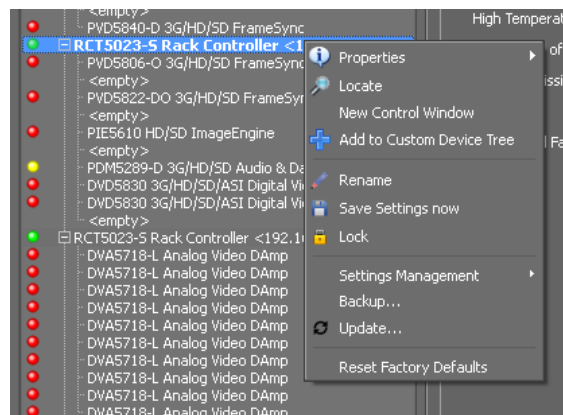 <empty>
High Temperat
PVD5840-D 3G/HD/SD FrameSync
RCT5023-S Rack Controller <1
of
PVD5806-O 3G/HD/SD FrameSync
Properties
<empty>
Locate
PVD5822-DO 3G/HD/SD FrameSyn
<empty>
New Control Window
PIE5610 HD/SD ImageEngine
Add to Custom Device Tree
<empty>
PDM5289-D 3G/HD/SD Audio & Da
Rename
DVD5830 3G/HD/SD/ASI Digital Vi
DVD5830 3G/HD/SD/ASI Digital Vi
Save Settings now
<empty>
RCT5023-S Rack Controller <192.1
Lock
DVA5718-L Analog Video DAmp
DVA5718-L Analog Video DAmp
Settings Management
DVA5718-L Analog Video DAmp
Backup...
DVA5718-L Analog Video DAmp
Update...
DVA5718-L Analog Video DAmp
DVA5718-L Analog Video DAmp
Reset Factory Defaults
DVA5718-L Analog Video DAmp
DVA5718-L Analog Video DAmp
DVA5718-L Analog Video DAmp